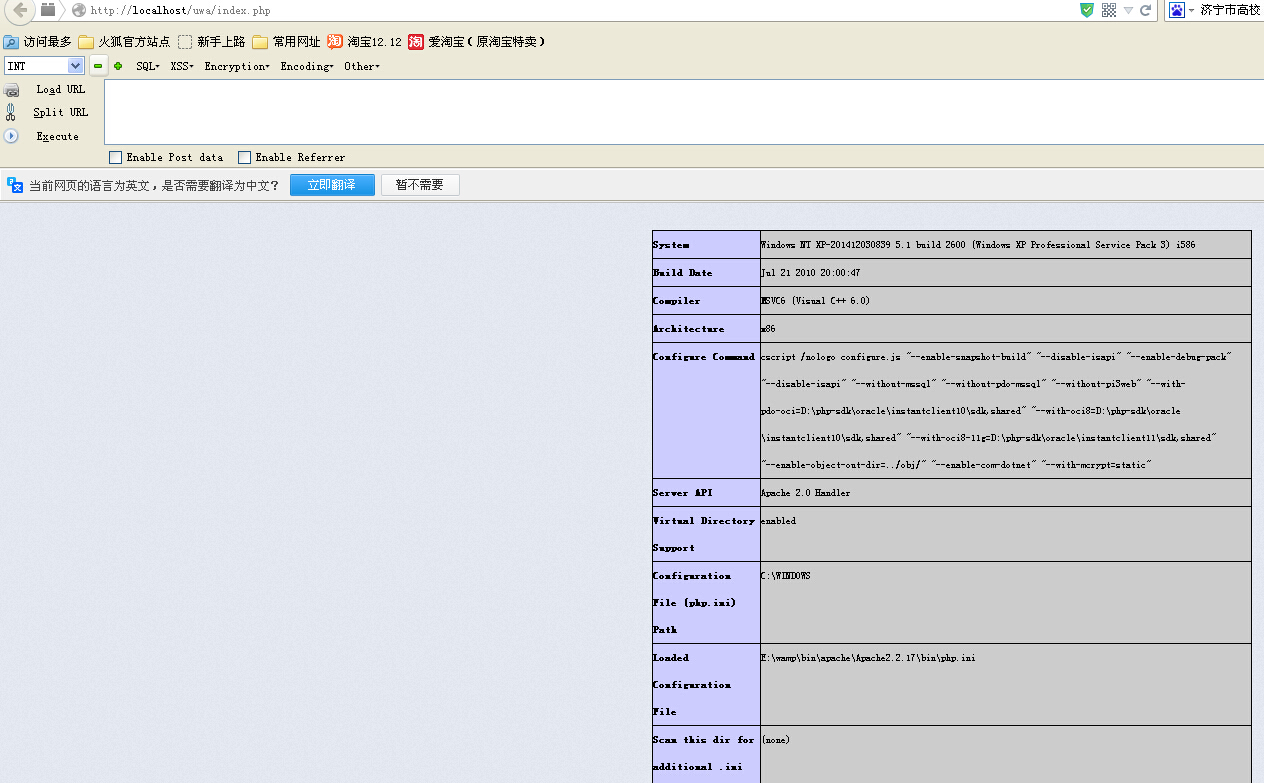 http://localhost/uwa/index.php
济宁市高校
访问最多 火狐官方站点 新手上路 常用网址 淘宝12.12 爱淘宝（原淘宝特卖）
INT SQL XSS Encryption Encoding Other
Load URL
Split URL
Execute
Enable Post data Enable Referrer
当前网页的语言为英文，是否需要翻译为中文？ 立即翻译 暂不需要
System Windows NT XP-201412030839 5.1 build 2600 (Windows XP Professional Service Pack 3) i586
Build Date Jul 21 2010 20:00:47
Compiler MSVC6 (Visual C++ 6.0)
Architecture x86
Configure Command cscript /nologo configure.js "--enable-snapshot-build" "--disable-isapi" "--enable-debug-pack"
"--disable-isapi" "--without-mssql" "--without-pdo-mssql" "--without-pi3web" "--with-
pdo-oci=D:\php-sdk\oracle\instantclient10\sdk,shared" "--with-oci8=D:\php-sdk\oracle
\instantclient10\sdk,shared" "--with-oci8-11g=D:\php-sdk\oracle\instantclient11\sdk,shared"
"--enable-object-out-dir=../obj/" "--enable-com-dotnet" "--with-mcrypt=static"
Server API Apache 2.0 Handler
Virtual Directory enabled
Support
Configuration C:\WINDOWS
File (php.ini)
Path
Loaded E:\wamp\bin\apache\Apache2.2.17\bin\php.ini
Configuration
File
Scan this dir for (none)
additional .ini